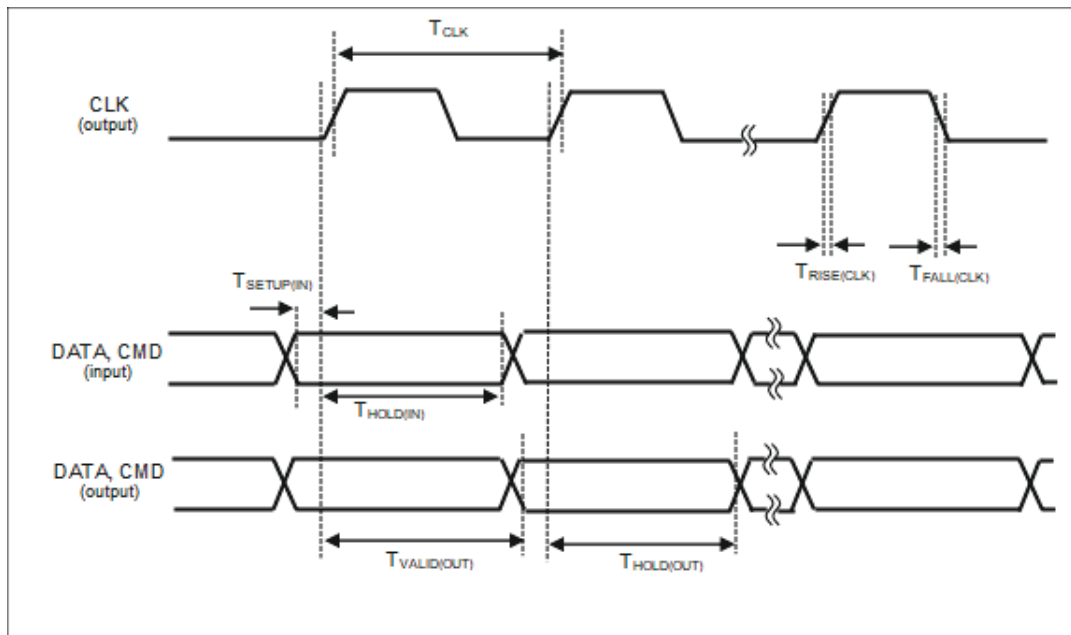 TCLK
CLK
(output)
TRISE(CLK)
TFALL(CLK)
TSETUP(IN)
DATA, CMD
(input)
THOLD(IN)
DATA, CMD
(output)
TVALID(OUT)
THOLD(OUT)